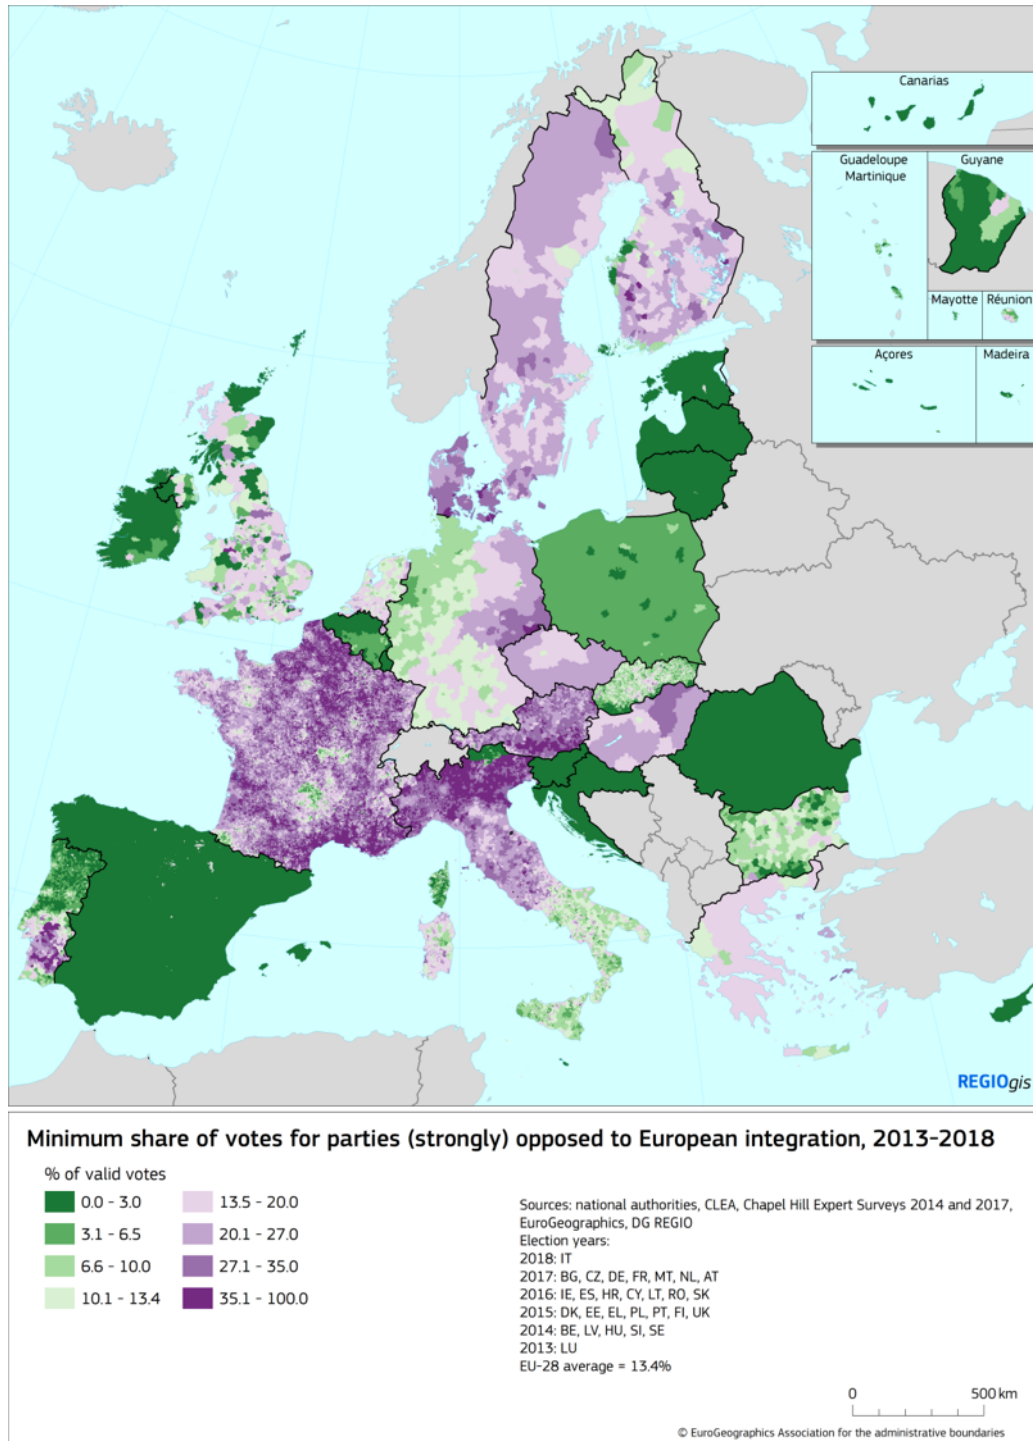 Canarias
Guadeloupe
Martinique
Guyane
Mayotte
Réunion
Açores
Madeira
REGIOgis
Minimum share of votes for parties (strongly) opposed to European integration, 2013-2018
% of valid votes
0.0 - 3.0
3.1 - 6.5
6.6 - 10.0
10.1 - 13.4
13.5 - 20.0
20.1 - 27.0
27.1 - 35.0
35.1 - 100.0
Sources: national authorities, CLEA, Chapel Hill Expert Surveys 2014 and 2017,
EuroGeographics, DG REGIO
Election years:
2018: IT
2017: BG, CZ, DE, FR, MT, NL, AT
2016: IE, ES, HR, CY, LT, RO, SK
2015: DK, EE, EL, PL, PT, FI, UK
2014: BE, LV, HU, SI, SE
2013: LU
EU-28 average = 13.4%
0 500 km
© EuroGeographics Association for the administrative boundaries